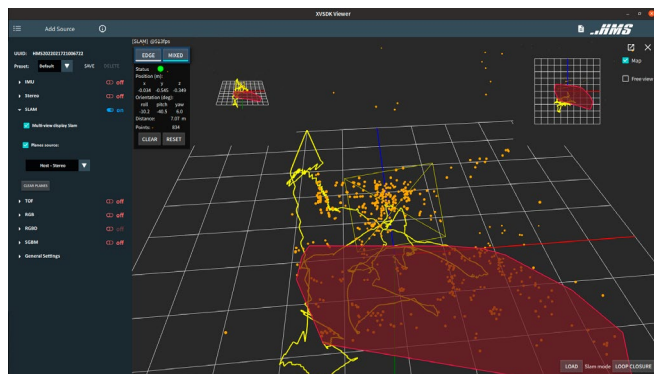 XVSDK Viewer
Add Source
HMS
[SLAM] @523fps
UUID: HMS2022021721006722
Preset: Default SAVE DELETE
IMU off
Stereo off
SLAM on
Multi-view display Slam
Planes source:
Host - Stereo
CLEAR PLANES
TOF off
RGB off
RGBD off
SGBM off
General Settings
EDGE MIXED
Status
Position (m):
x y z
-0.034 -0.545 -0.349
Orientation (deg):
roll pitch yaw
-10.2 -40.5 6.0
Distance: 7.07 m
Points: - 834
CLEAR RESET
Map
Free view
LOAD Slam mode LOOP CLOSURE